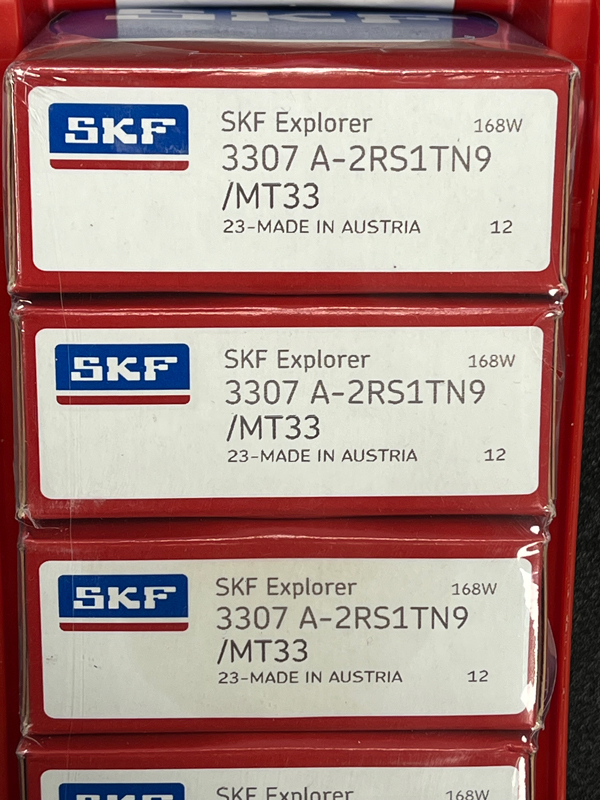 SKF
SKF Explorer 168W
3307 A-2RS1TN9
/MT33
23-MADE IN AUSTRIA 12
SKF
SKF Explorer 168W
3307 A-2RS1TN9
/MT33
23-MADE IN AUSTRIA 12
SKF
SKF Explorer 168W
3307 A-2RS1TN9
/MT33
23-MADE IN AUSTRIA 12
SKF
SKF Explorer 168W